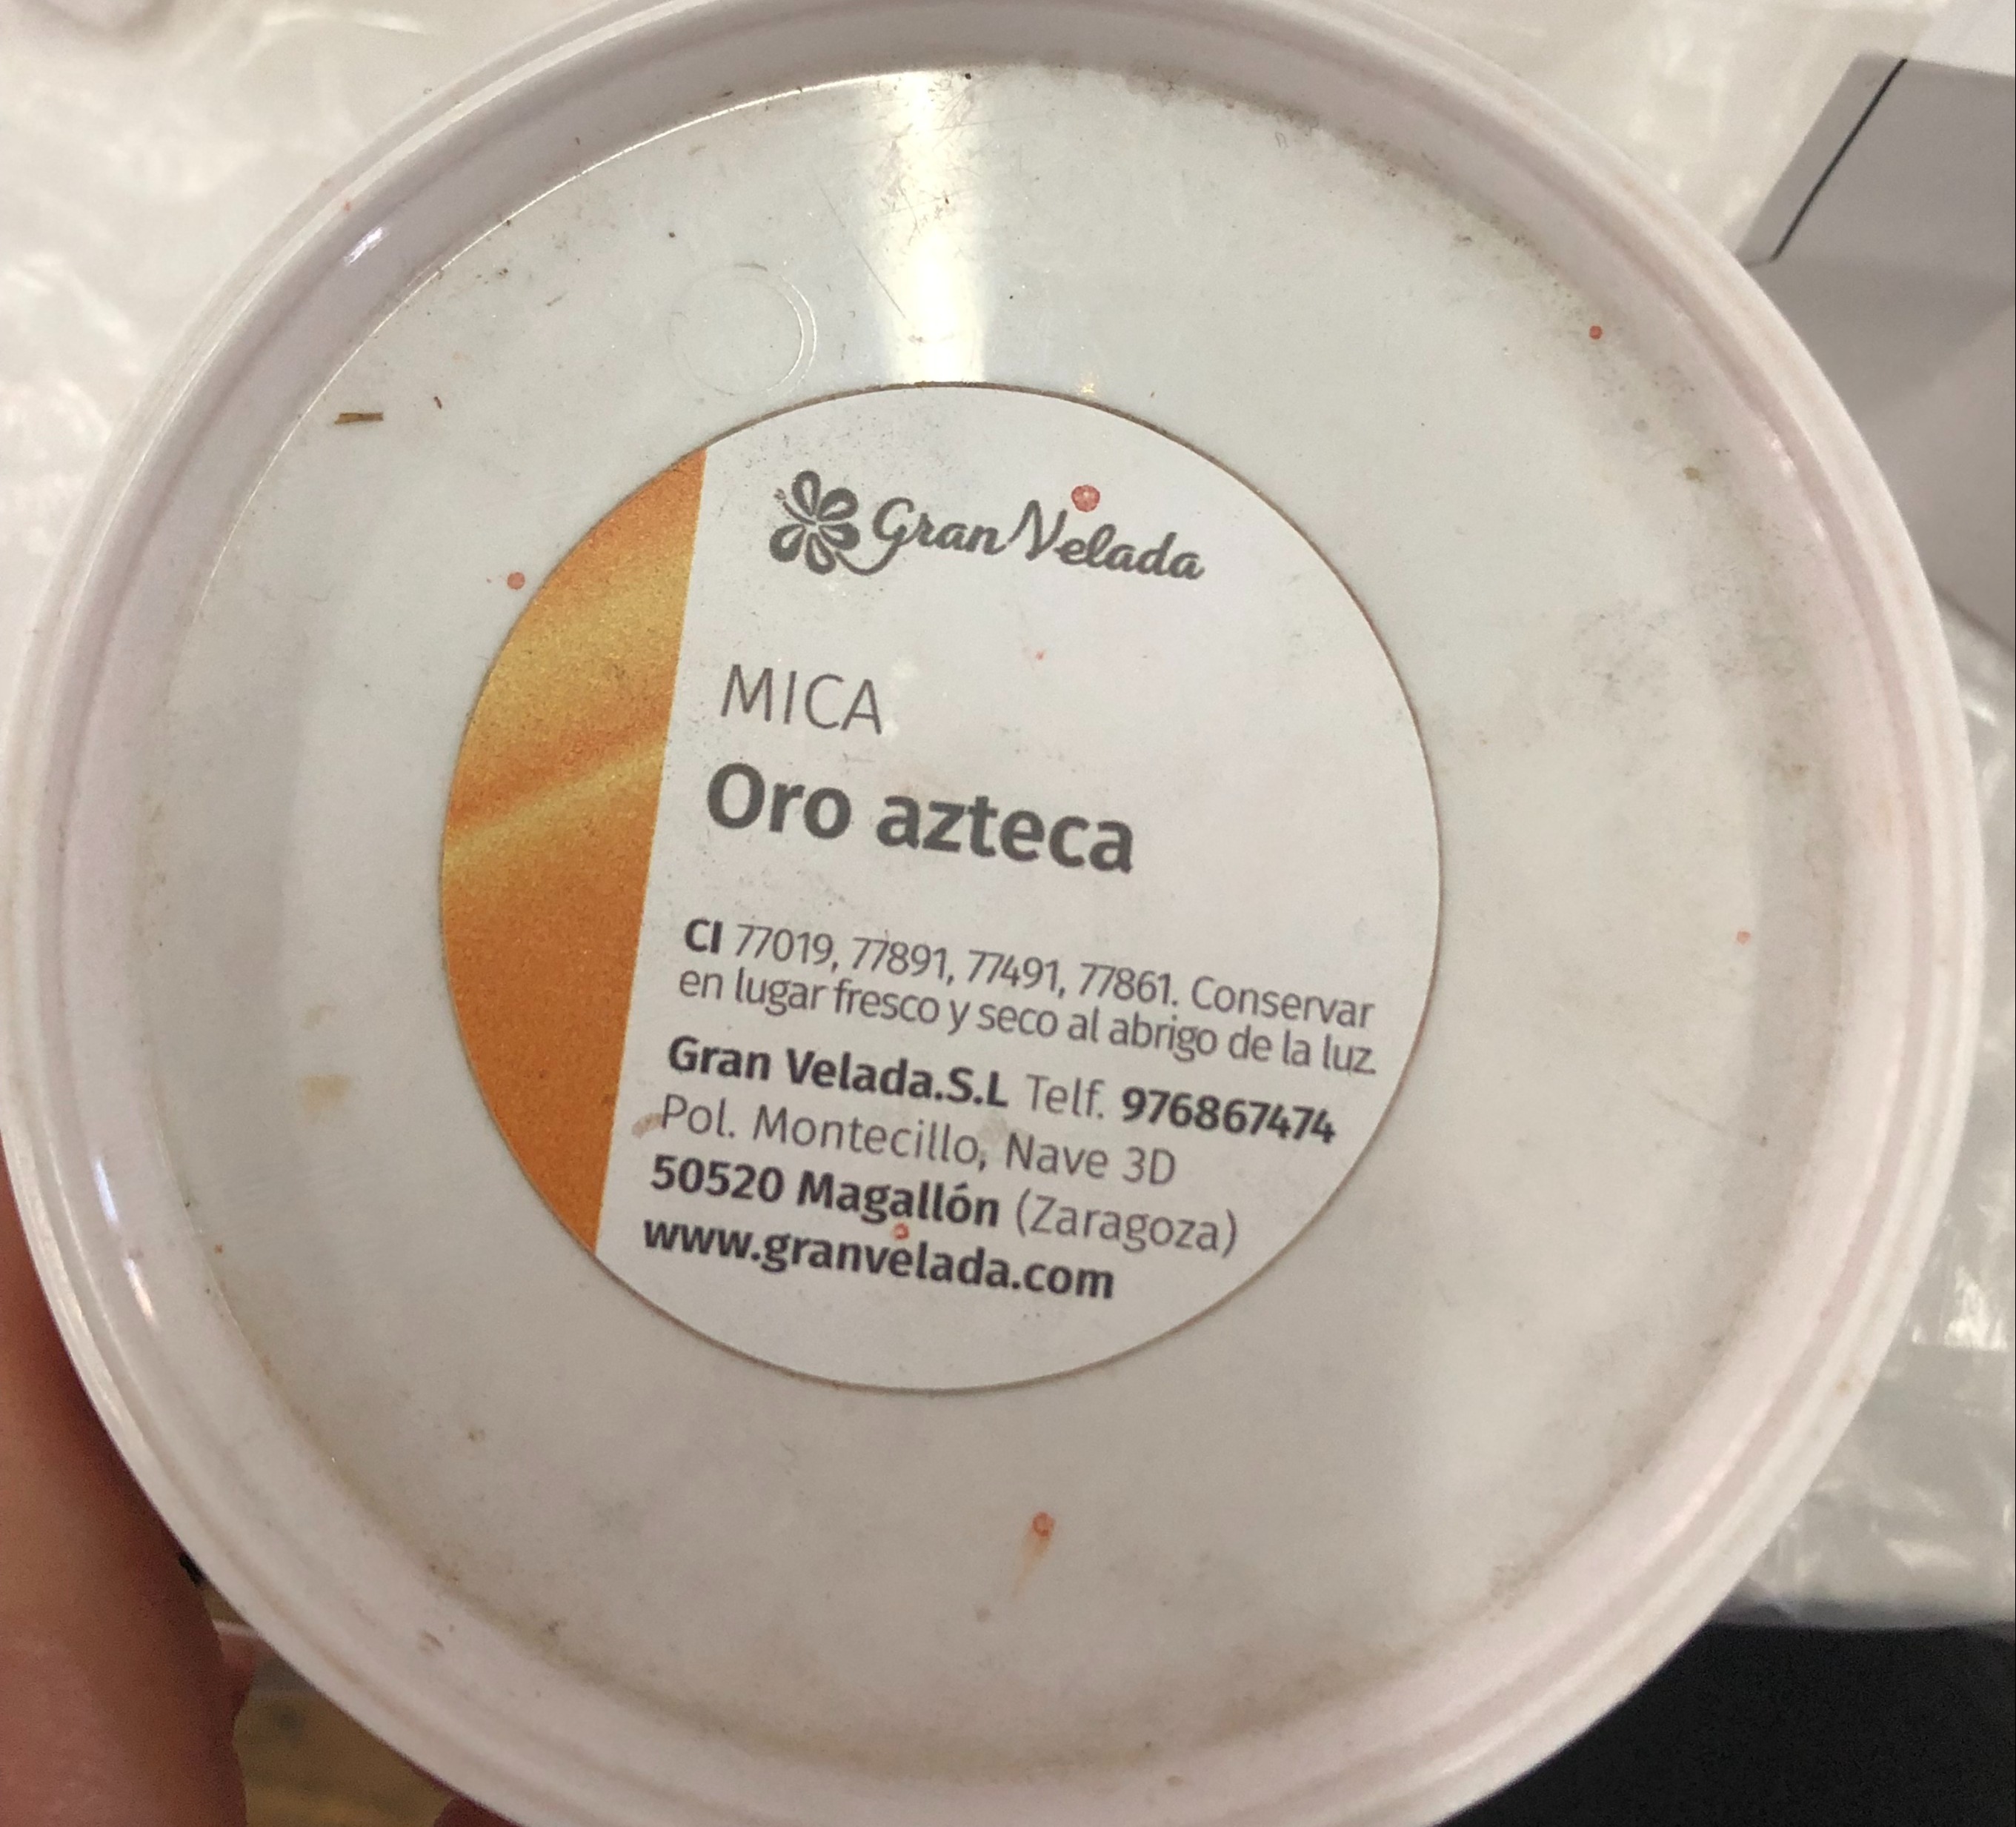 Gran Velada
MICA
Oro azteca
CI 77019, 77891, 77491, 77861. Conservar
en lugar fresco y seco al abrigo de la luz.
Gran Velada.S.L Telf. 976867474
Pol. Montecillo, Nave 3D
50520 Magallón (Zaragoza)
www.granvelada.com